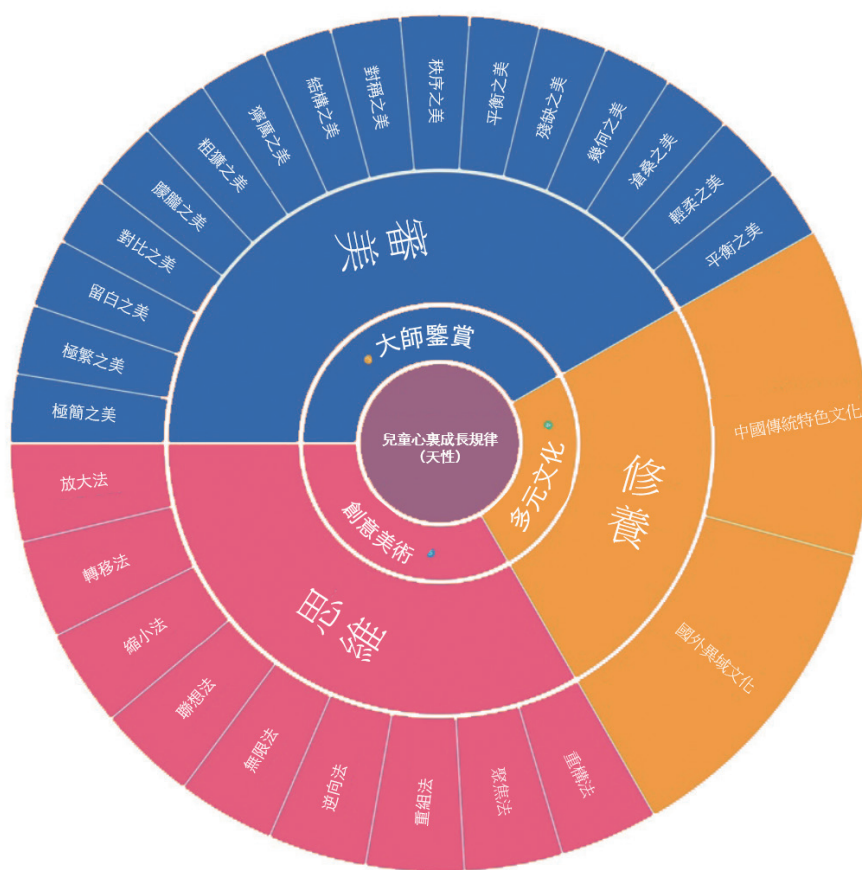 兒童心裏成長規律
(天性)
大師鑒賞
多元文化
創意美術
審美
修養
思維
極簡之美
極繁之美
留白之美
對比之美
朦朧之美
粗獷之美
獰厲之美
結構之美
對稱之美
秩序之美
平衡之美
殘缺之美
幾何之美
滄桑之美
輕柔之美
平衡之美
中國傳統特色文化
國外異域文化
重構法
聚焦法
重組法
逆向法
無限法
聯想法
縮小法
轉移法
放大法